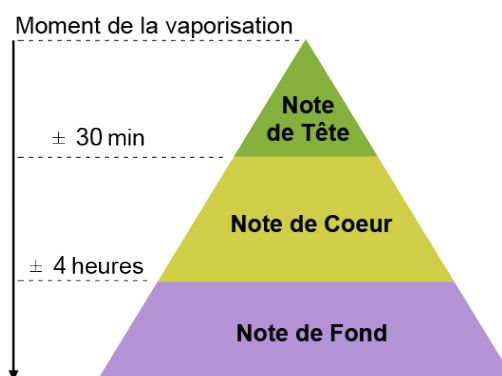 Moment de la vaporisation
Note
de Tête
± 30 min
Note de Coeur
± 4 heures
Note de Fond